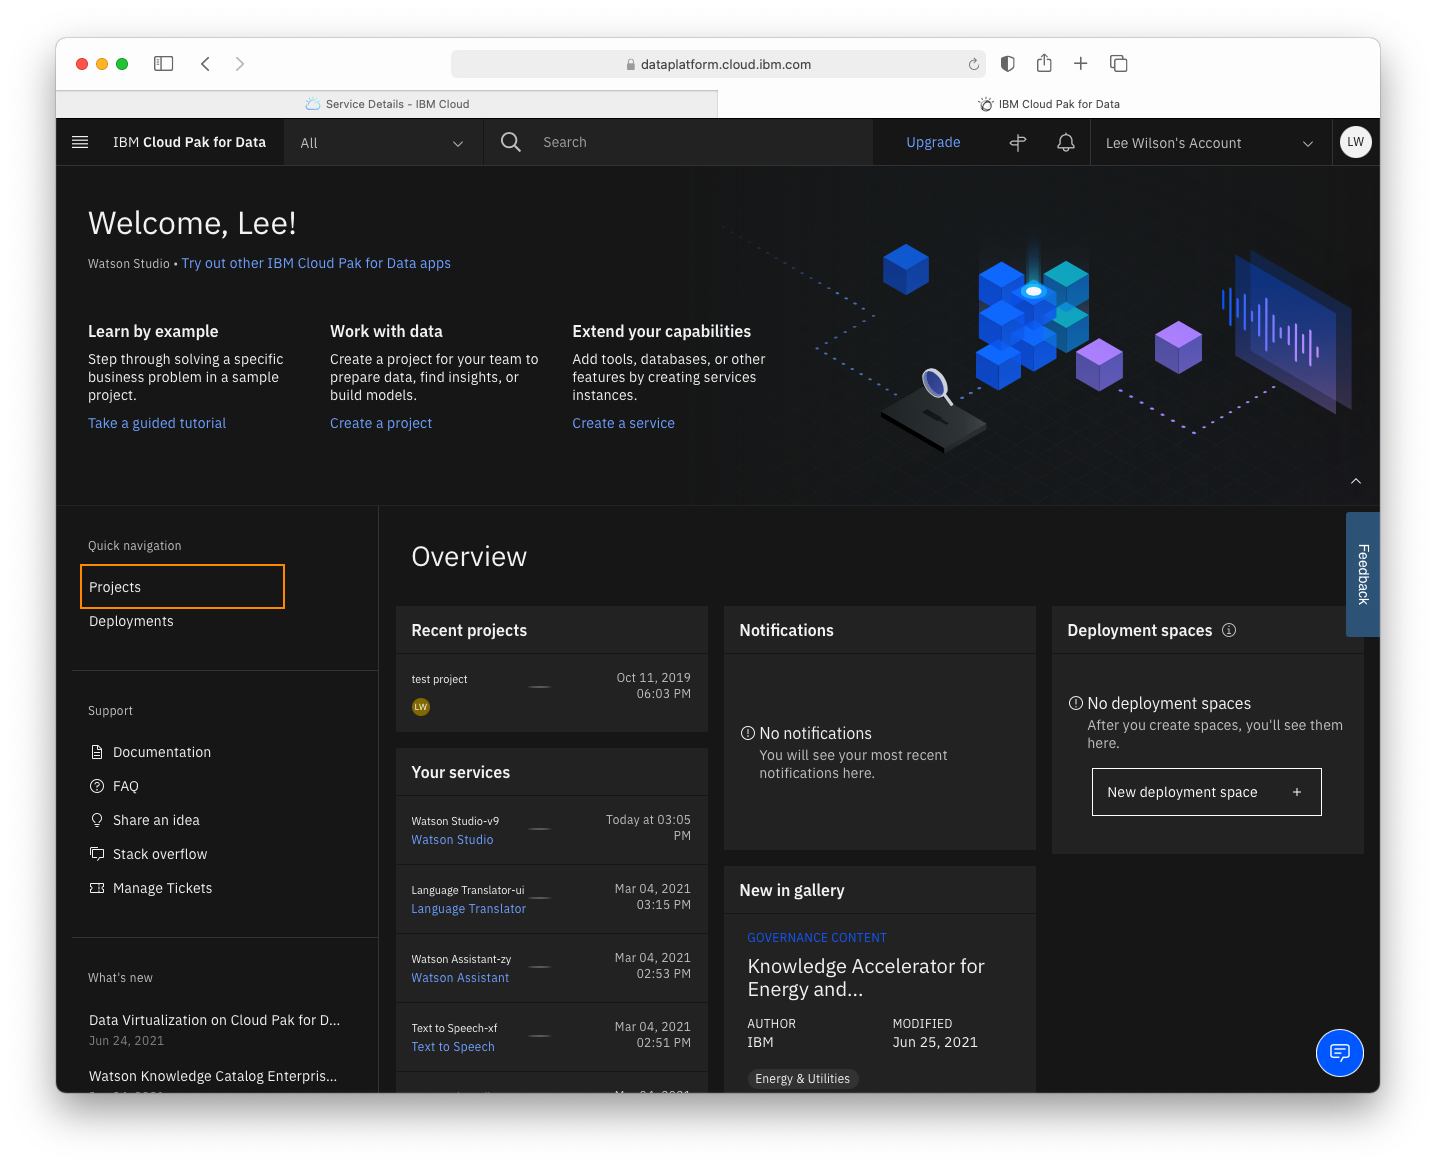 dataplatform.cloud.ibm.com
Service Details - IBM Cloud
IBM Cloud Pak for Data
IBM Cloud Pak for Data
All
Search
Upgrade
Lee Wilson's Account
LW
Welcome, Lee!
Watson Studio • Try out other IBM Cloud Pak for Data apps
Learn by example
Step through solving a specific
business problem in a sample
project.
Take a guided tutorial
Work with data
Create a project for your team to
prepare data, find insights, or
build models.
Create a project
Extend your capabilities
Add tools, databases, or other
features by creating services
instances.
Create a service
Feedback
Quick navigation
Projects
Deployments
Support
Documentation
FAQ
Share an idea
Stack overflow
Manage Tickets
What's new
Data Virtualization on Cloud Pak for D...
Jun 24, 2021
Watson Knowledge Catalog Enterpris...
Overview
Recent projects
test project
LW
Oct 11, 2019
06:03 PM
Your services
Watson Studio-v9
Watson Studio
Today at 03:05
PM
Language Translator-ui
Language Translator
Mar 04, 2021
03:15 PM
Watson Assistant-zy
Watson Assistant
Mar 04, 2021
02:53 PM
Text to Speech-xf
Text to Speech
Mar 04, 2021
02:51 PM
Notifications
No notifications
You will see your most recent
notifications here.
New in gallery
GOVERNANCE CONTENT
Knowledge Accelerator for
Energy and...
AUTHOR
IBM
MODIFIED
Jun 25, 2021
Energy & Utilities
Deployment spaces
No deployment spaces
After you create spaces, you'll see them
here.
New deployment space +